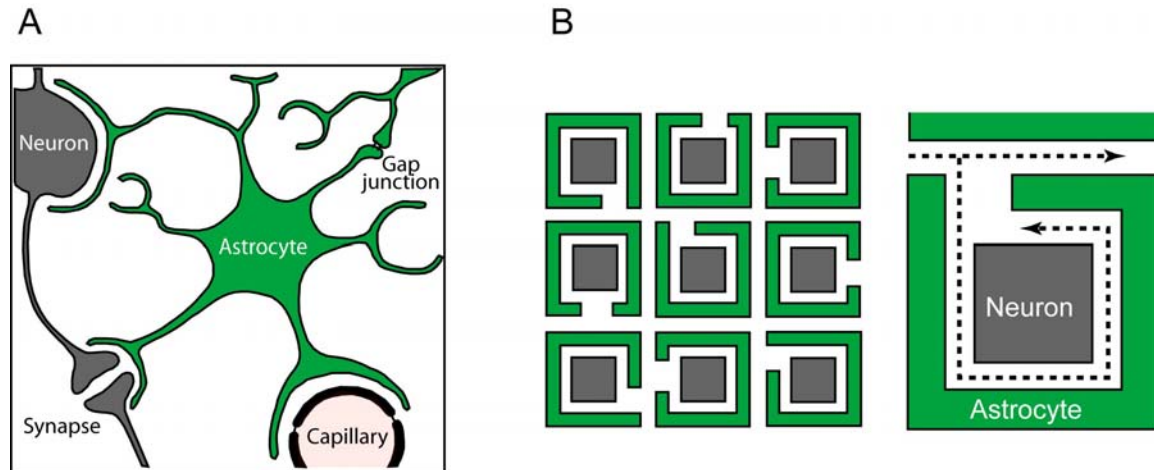 A
B
Neuron
Gap
junction
Astrocyte
Synapse
Capillary
Neuron
Astrocyte